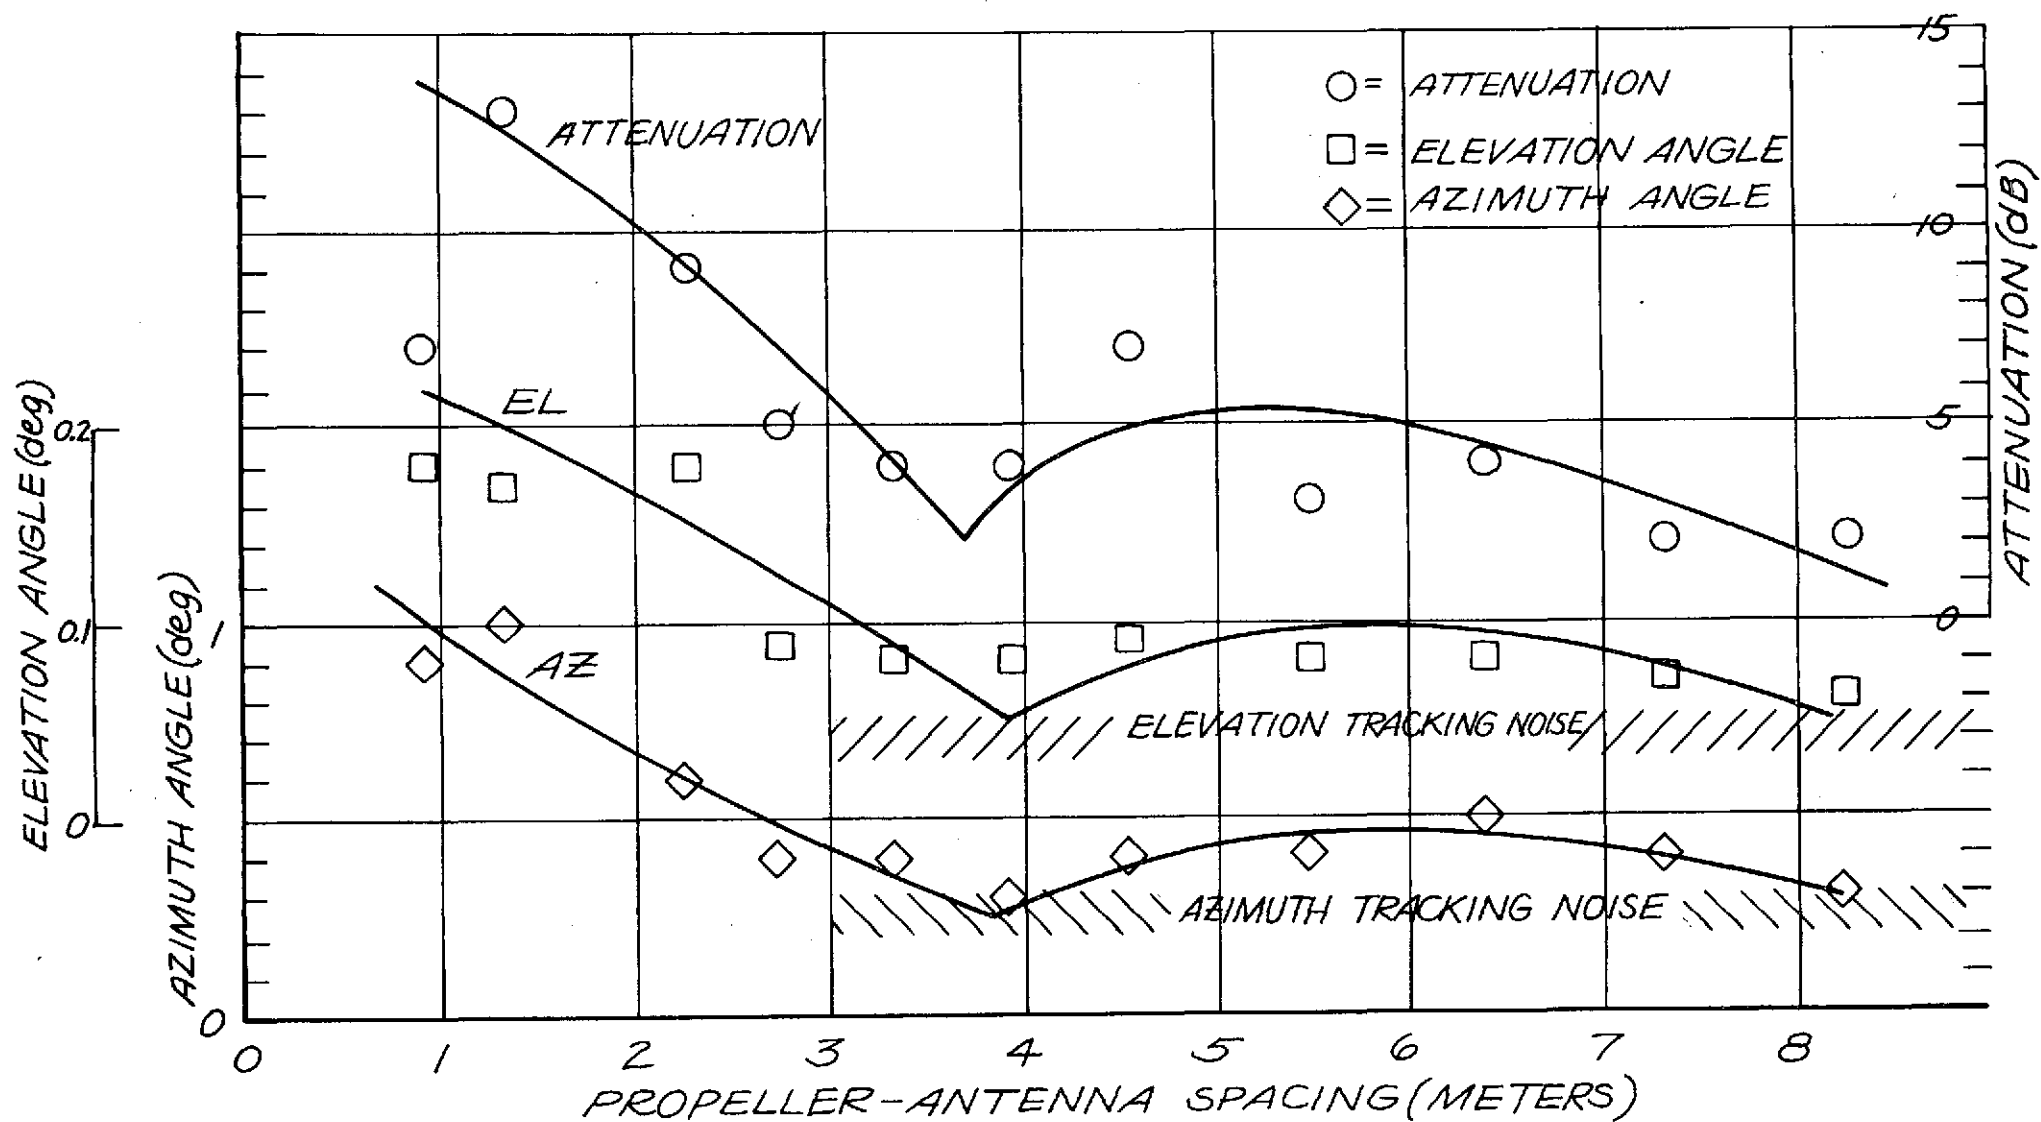 15
○ = ATTENUATION
ATTENUATION
□ = ELEVATION ANGLE
◇ = AZIMUTH ANGLE
10
ATTENUATION (dB)
EL
5
ELEVATION ANGLE (deg)
0.2
0.1
0
AZIMUTH ANGLE (deg)
1
0
AZ
0
ELEVATION TRACKING NOISE
AZIMUTH TRACKING NOISE
0 1 2 3 4 5 6 7 8
PROPELLER-ANTENNA SPACING (METERS)